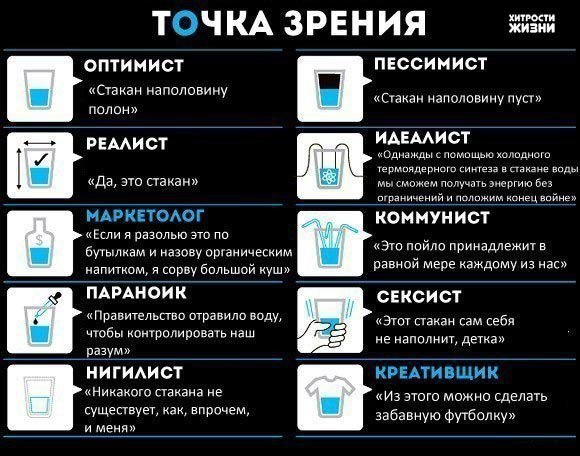 ТОЧКА ЗРЕНИЯ
ХИТРОСТИ
ЖИЗНИ
ОПТИМИСТ
«Стакан наполовину
полон»
ПЕССИМИСТ
«Стакан наполовину пуст»
РЕАЛИСТ
«Да, это стакан»
ИДЕАЛИСТ
«Однажды с помощью холодного
термоядерного синтеза в стакане воды
мы сможем получать энергию без
ограничений и положим конец войне»
МАРКЕТОЛОГ
«Если я разолью это по
бутылкам и назову органическим
напитком, я сорву большой куш»
$
КОММУНИСТ
«Это пойло принадлежит в
равной мере каждому из нас»
ПАРАНОИК
«Правительство отравило воду,
чтобы контролировать наш
разум»
СЕКСИСТ
«Этот стакан сам себя
не наполнит, детка»
НИГИЛИСТ
«Никакого стакана не
существует, как, впрочем,
и меня»
КРЕАТИВЩИК
«Из этого можно сделать
забавную футболку»